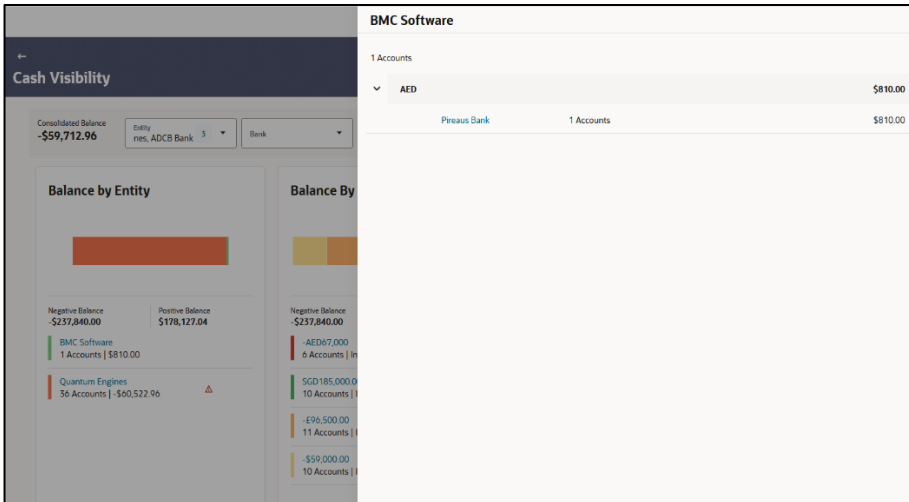 BMC Software
1 Accounts
AED $810.00
Pireaus Bank 1 Accounts $810.00
←
Cash Visibility
Consolidated Balance
-$59,712.96
Entity
nes, ADCB Bank 3
Bank
Balance by Entity
Negative Balance Positive Balance
-$237,840.00 $178,127.04
BMC Software
1 Accounts | $810.00
Quantum Engines
36 Accounts | -$60,522.96
Balance By
Negative Balance
-$237,840.00
-AED67,000
6 Accounts | In
SGD185,000.0
10 Accounts |
-£96,500.00
11 Accounts |
-$59,000.00
10 Accounts |